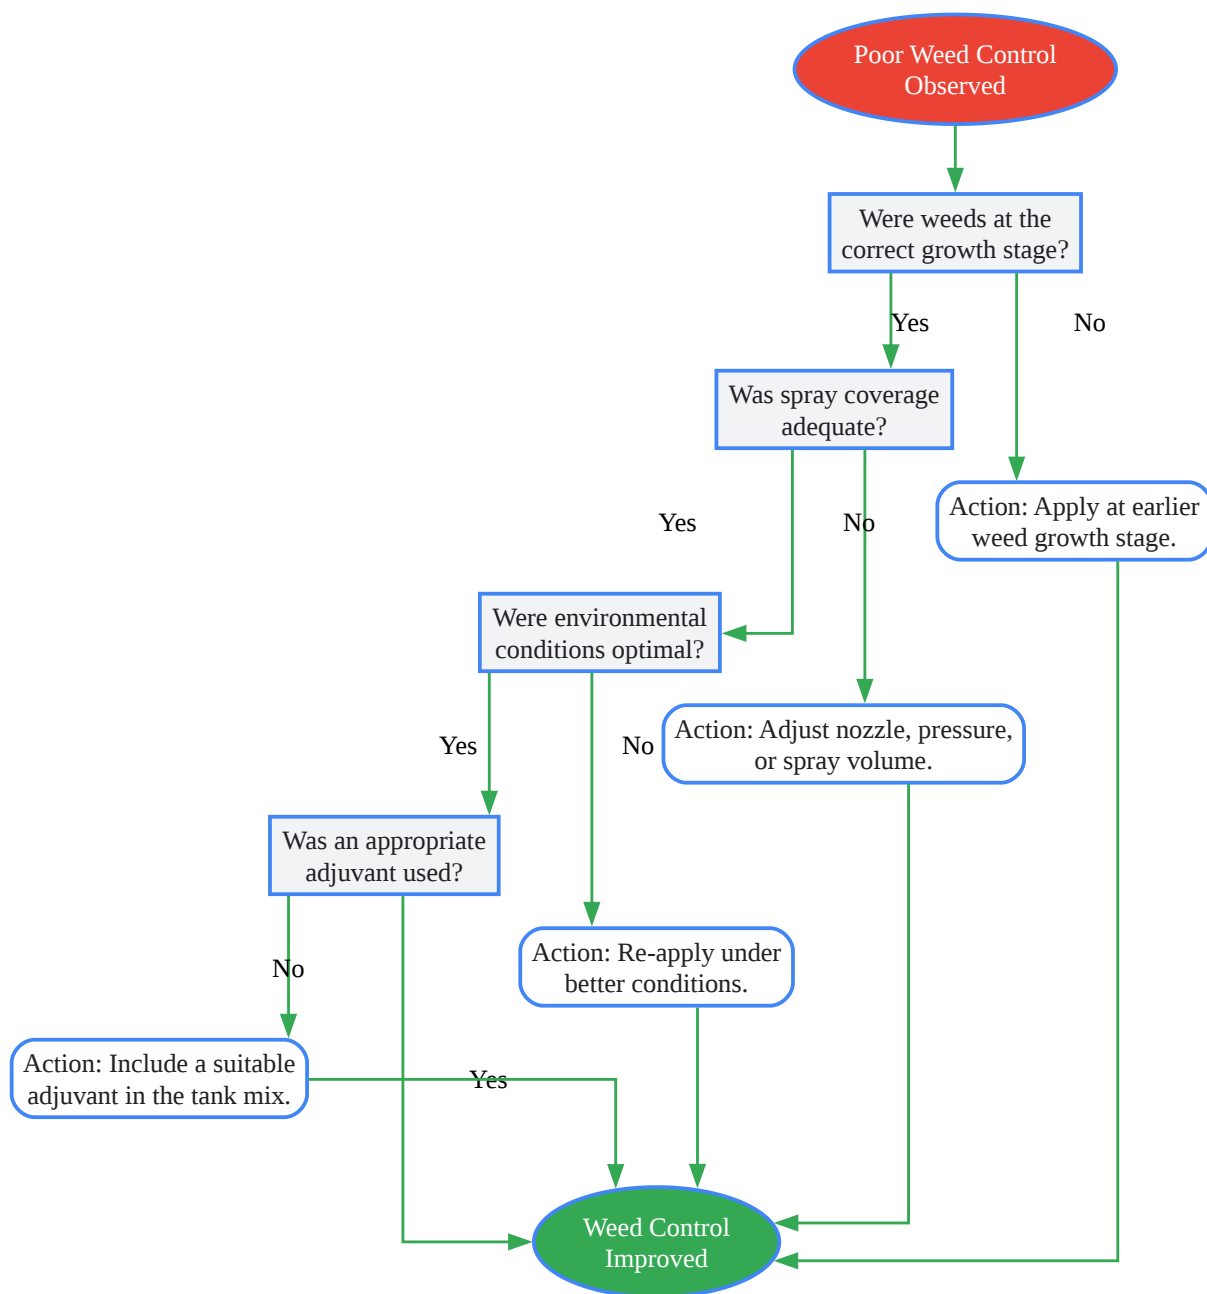 Poor Weed Control
Observed
Were weeds at the
correct growth stage?
Yes
No
Was spray coverage
adequate?
Action: Apply at earlier
weed growth stage.
Yes
No
Were environmental
conditions optimal?
Action: Adjust nozzle, pressure,
or spray volume.
Yes
No
Was an appropriate
adjuvant used?
Action: Re-apply under
better conditions.
No
Action: Include a suitable
adjuvant in the tank mix.
Yes
Weed Control
Improved